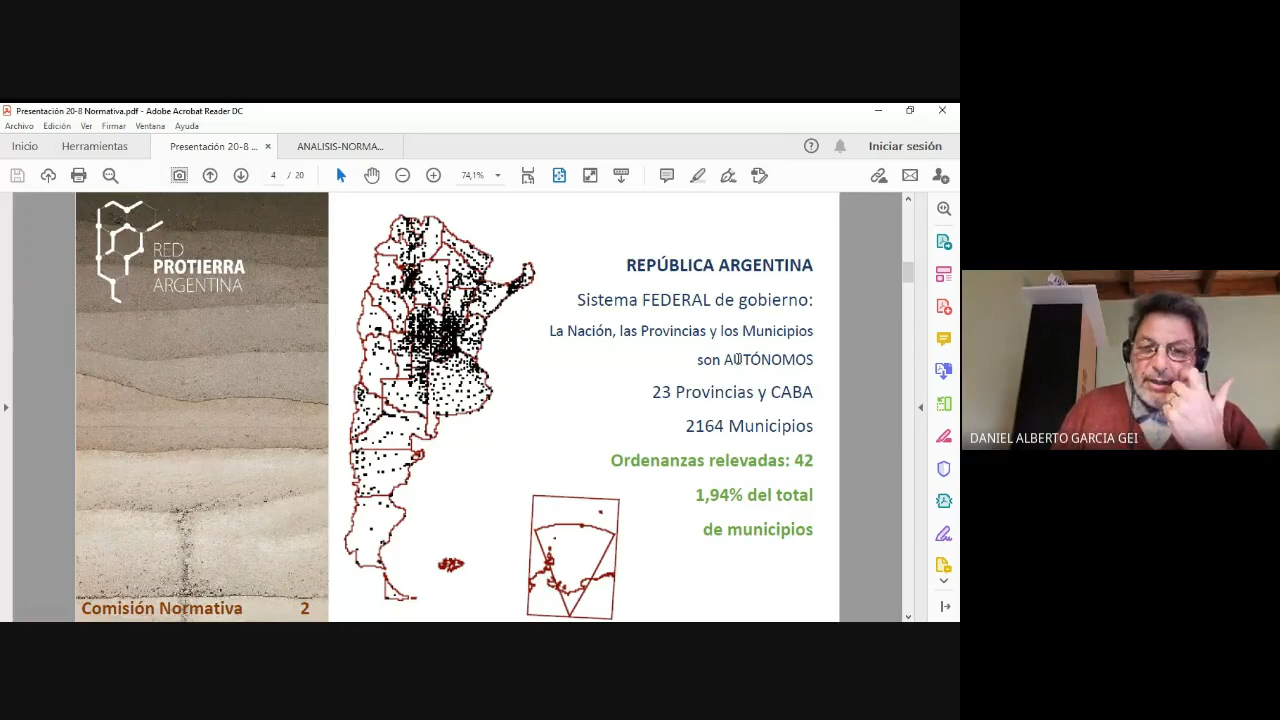 Presentación 20-8 Normativa.pdf - Adobe Acrobat Reader DC
Archivo Edición Ver Firmar Ventana Ayuda
Inicio Herramientas Presentación 20-8 ... ANALISIS-NORMA... Iniciar sesión
4 / 20 74,1%
RED
PROTIERRA
ARGENTINA
REPÚBLICA ARGENTINA
Sistema FEDERAL de gobierno:
La Nación, las Provincias y los Municipios
son AUTÓNOMOS
23 Provincias y CABA
2164 Municipios
Ordenanzas relevadas: 42
1,94% del total
de municipios
Comisión Normativa 2
DANIEL ALBERTO GARCIA GEI